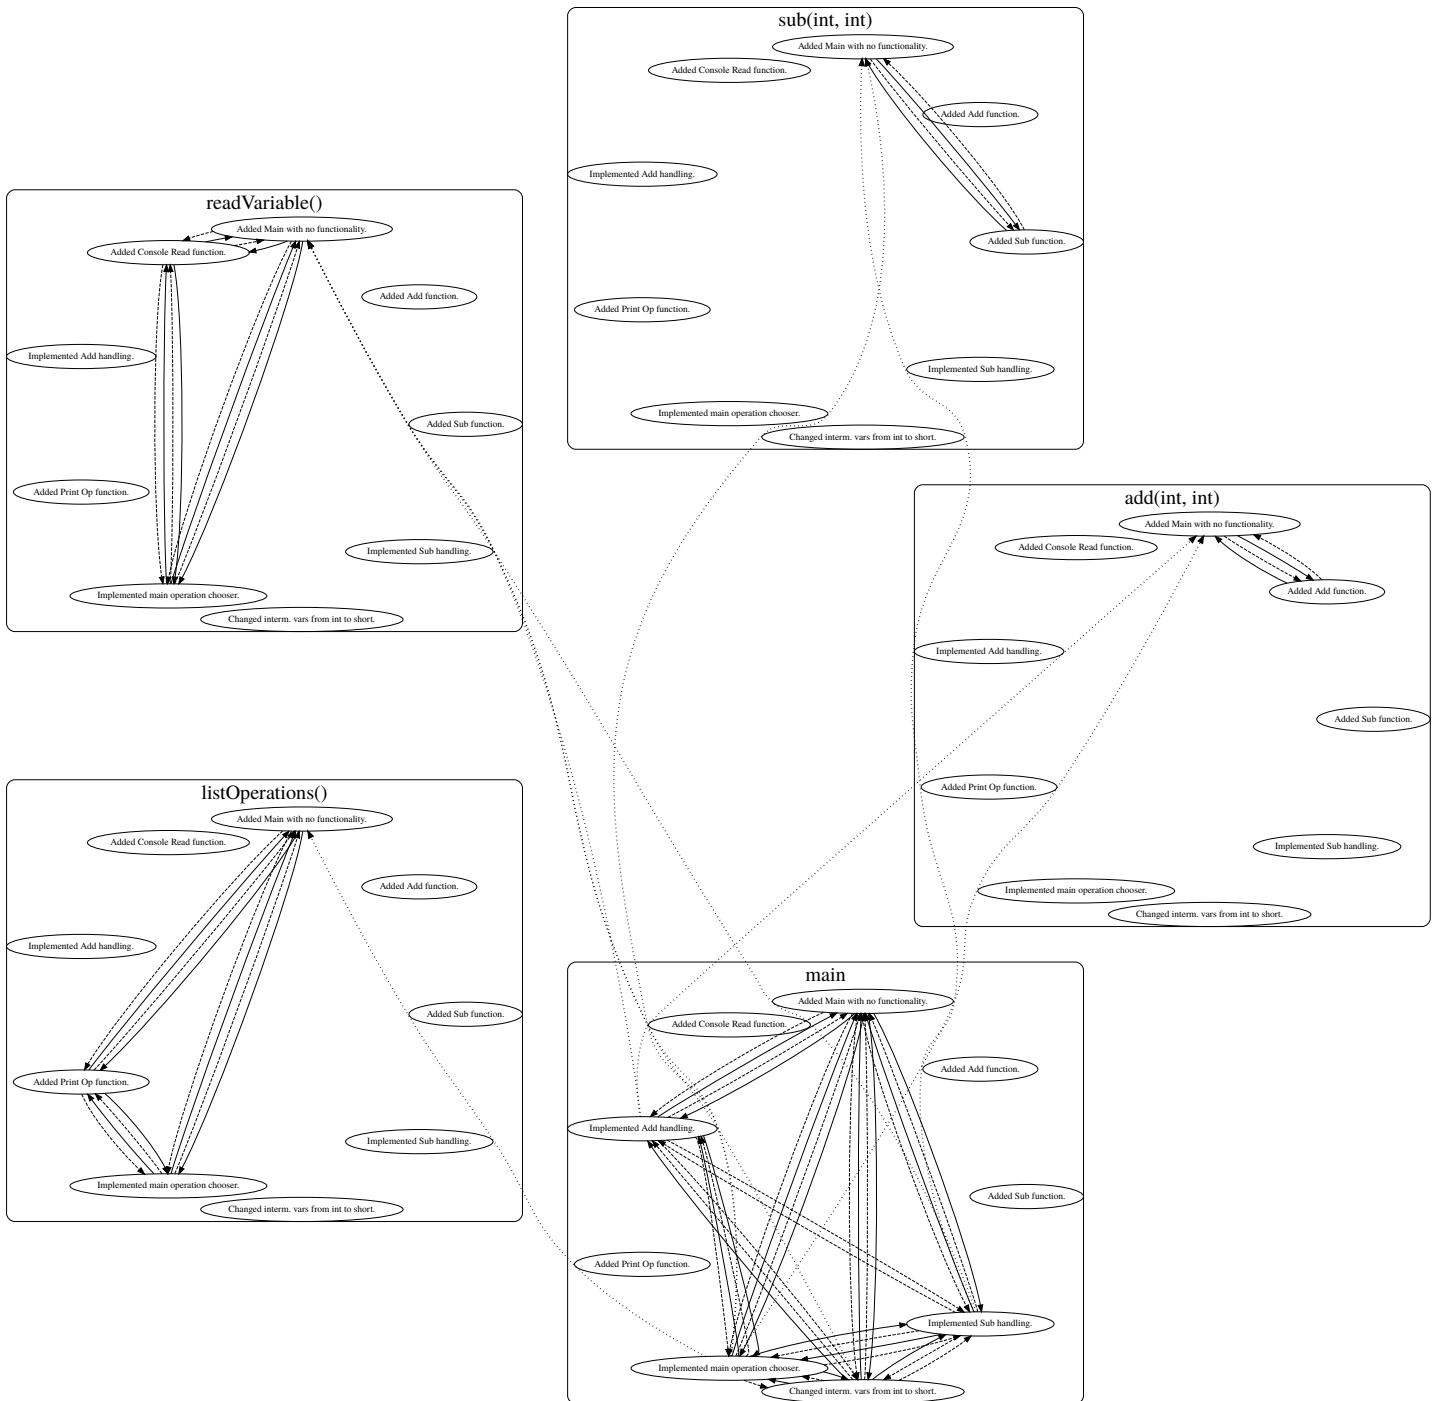 sub(int, int)
Added Main with no functionality.
Added Console Read function.
Added Add function.
Implemented Add handling.
Added Sub function.
Added Print Op function.
Implemented Sub handling.
Implemented main operation chooser.
Changed interm. vars from int to short.
readVariable()
Added Main with no functionality.
Added Console Read function.
Added Add function.
Implemented Add handling.
Added Sub function.
Added Print Op function.
Implemented Sub handling.
Implemented main operation chooser.
Changed interm. vars from int to short.
add(int, int)
Added Main with no functionality.
Added Console Read function.
Added Add function.
Implemented Add handling.
Added Sub function.
Added Print Op function.
Implemented Sub handling.
Implemented main operation chooser.
Changed interm. vars from int to short.
listOperations()
Added Main with no functionality.
Added Console Read function.
Added Add function.
Implemented Add handling.
Added Sub function.
Added Print Op function.
Implemented Sub handling.
Implemented main operation chooser.
Changed interm. vars from int to short.
main
Added Main with no functionality.
Added Console Read function.
Added Add function.
Implemented Add handling.
Added Sub function.
Added Print Op function.
Implemented Sub handling.
Implemented main operation chooser.
Changed interm. vars from int to short.